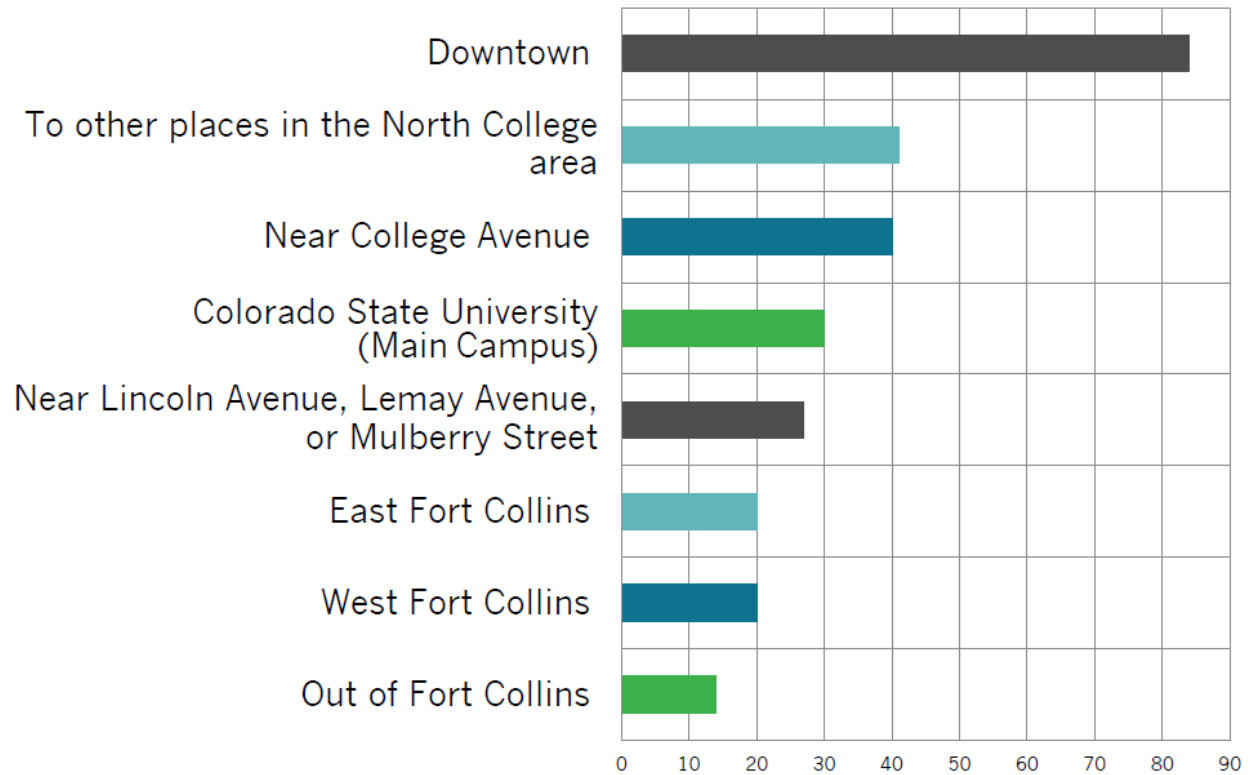 Downtown
To other places in the North College
area
Near College Avenue
Colorado State University
(Main Campus)
Near Lincoln Avenue, Lemay Avenue,
or Mulberry Street
East Fort Collins
West Fort Collins
Out of Fort Collins
0 10 20 30 40 50 60 70 80 90